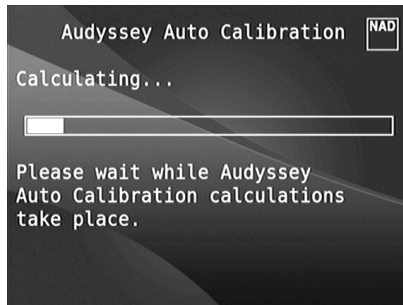 Audyssey Auto Calibration
NAD
Calculating...
Please wait while Audyssey
Auto Calibration calculations
take place.